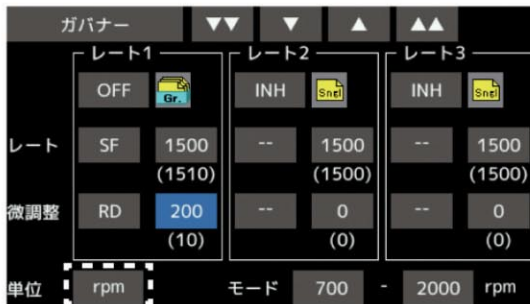 ガバナー ▼▼ ▼ ▲ ▲▲
レート1 レート2 レート3
OFF Gr. INH Sngl INH Sngl
レート SF 1500 -- 1500 -- 1500
(1510) (1500) (1500)
微調整 RD 200 -- 0 -- 0
(10) (0) (0)
単位 rpm モード 700 - 2000 rpm